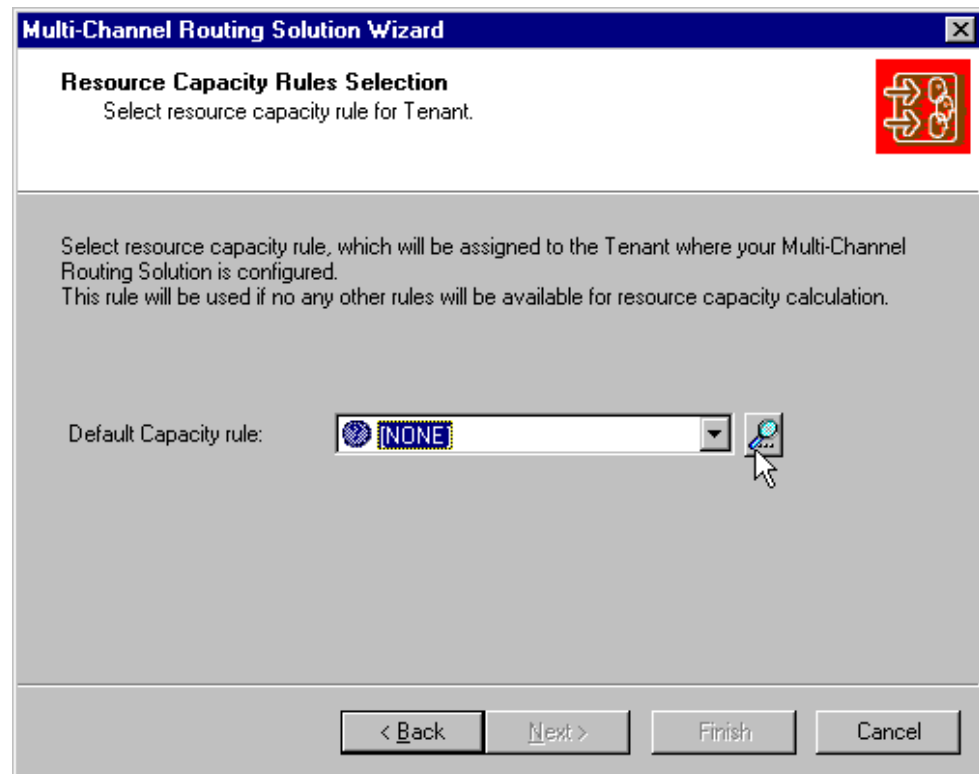 Multi-Channel Routing Solution Wizard
Resource Capacity Rules Selection
Select resource capacity rule for Tenant.
Select resource capacity rule, which will be assigned to the Tenant where your Multi-Channel
Routing Solution is configured.
This rule will be used if no any other rules will be available for resource capacity calculation.
Default Capacity rule:
[NONE]
< Back
Next >
Finish
Cancel